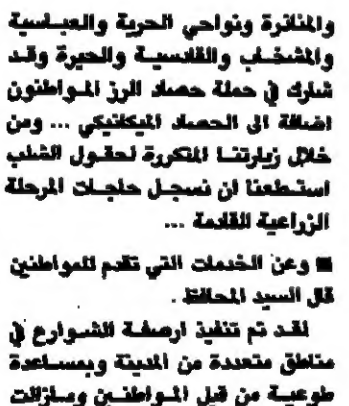 والمناذرة ونواحي الحرية والعباسية
والمشخاب والقادسية والحيرة وقد
شارك في حملة حصاد الرز المواطنون
اضافة الى الحصاد الميكانيكي ... ومن
خلال زيارتنا المتكررة لحقول الشلب
استطعنا ان نسجل حاجات المرحلة
الزراعية القادمة ...
■ وعن الخدمات التي تقدم للمواطنين
قال السيد المحافظ .
لقد تم تنفيذ ارصفة الشوارع في
مناطق متعددة من المدينة وبمساعدة
طوعية من قبل المواطنين ومازالت